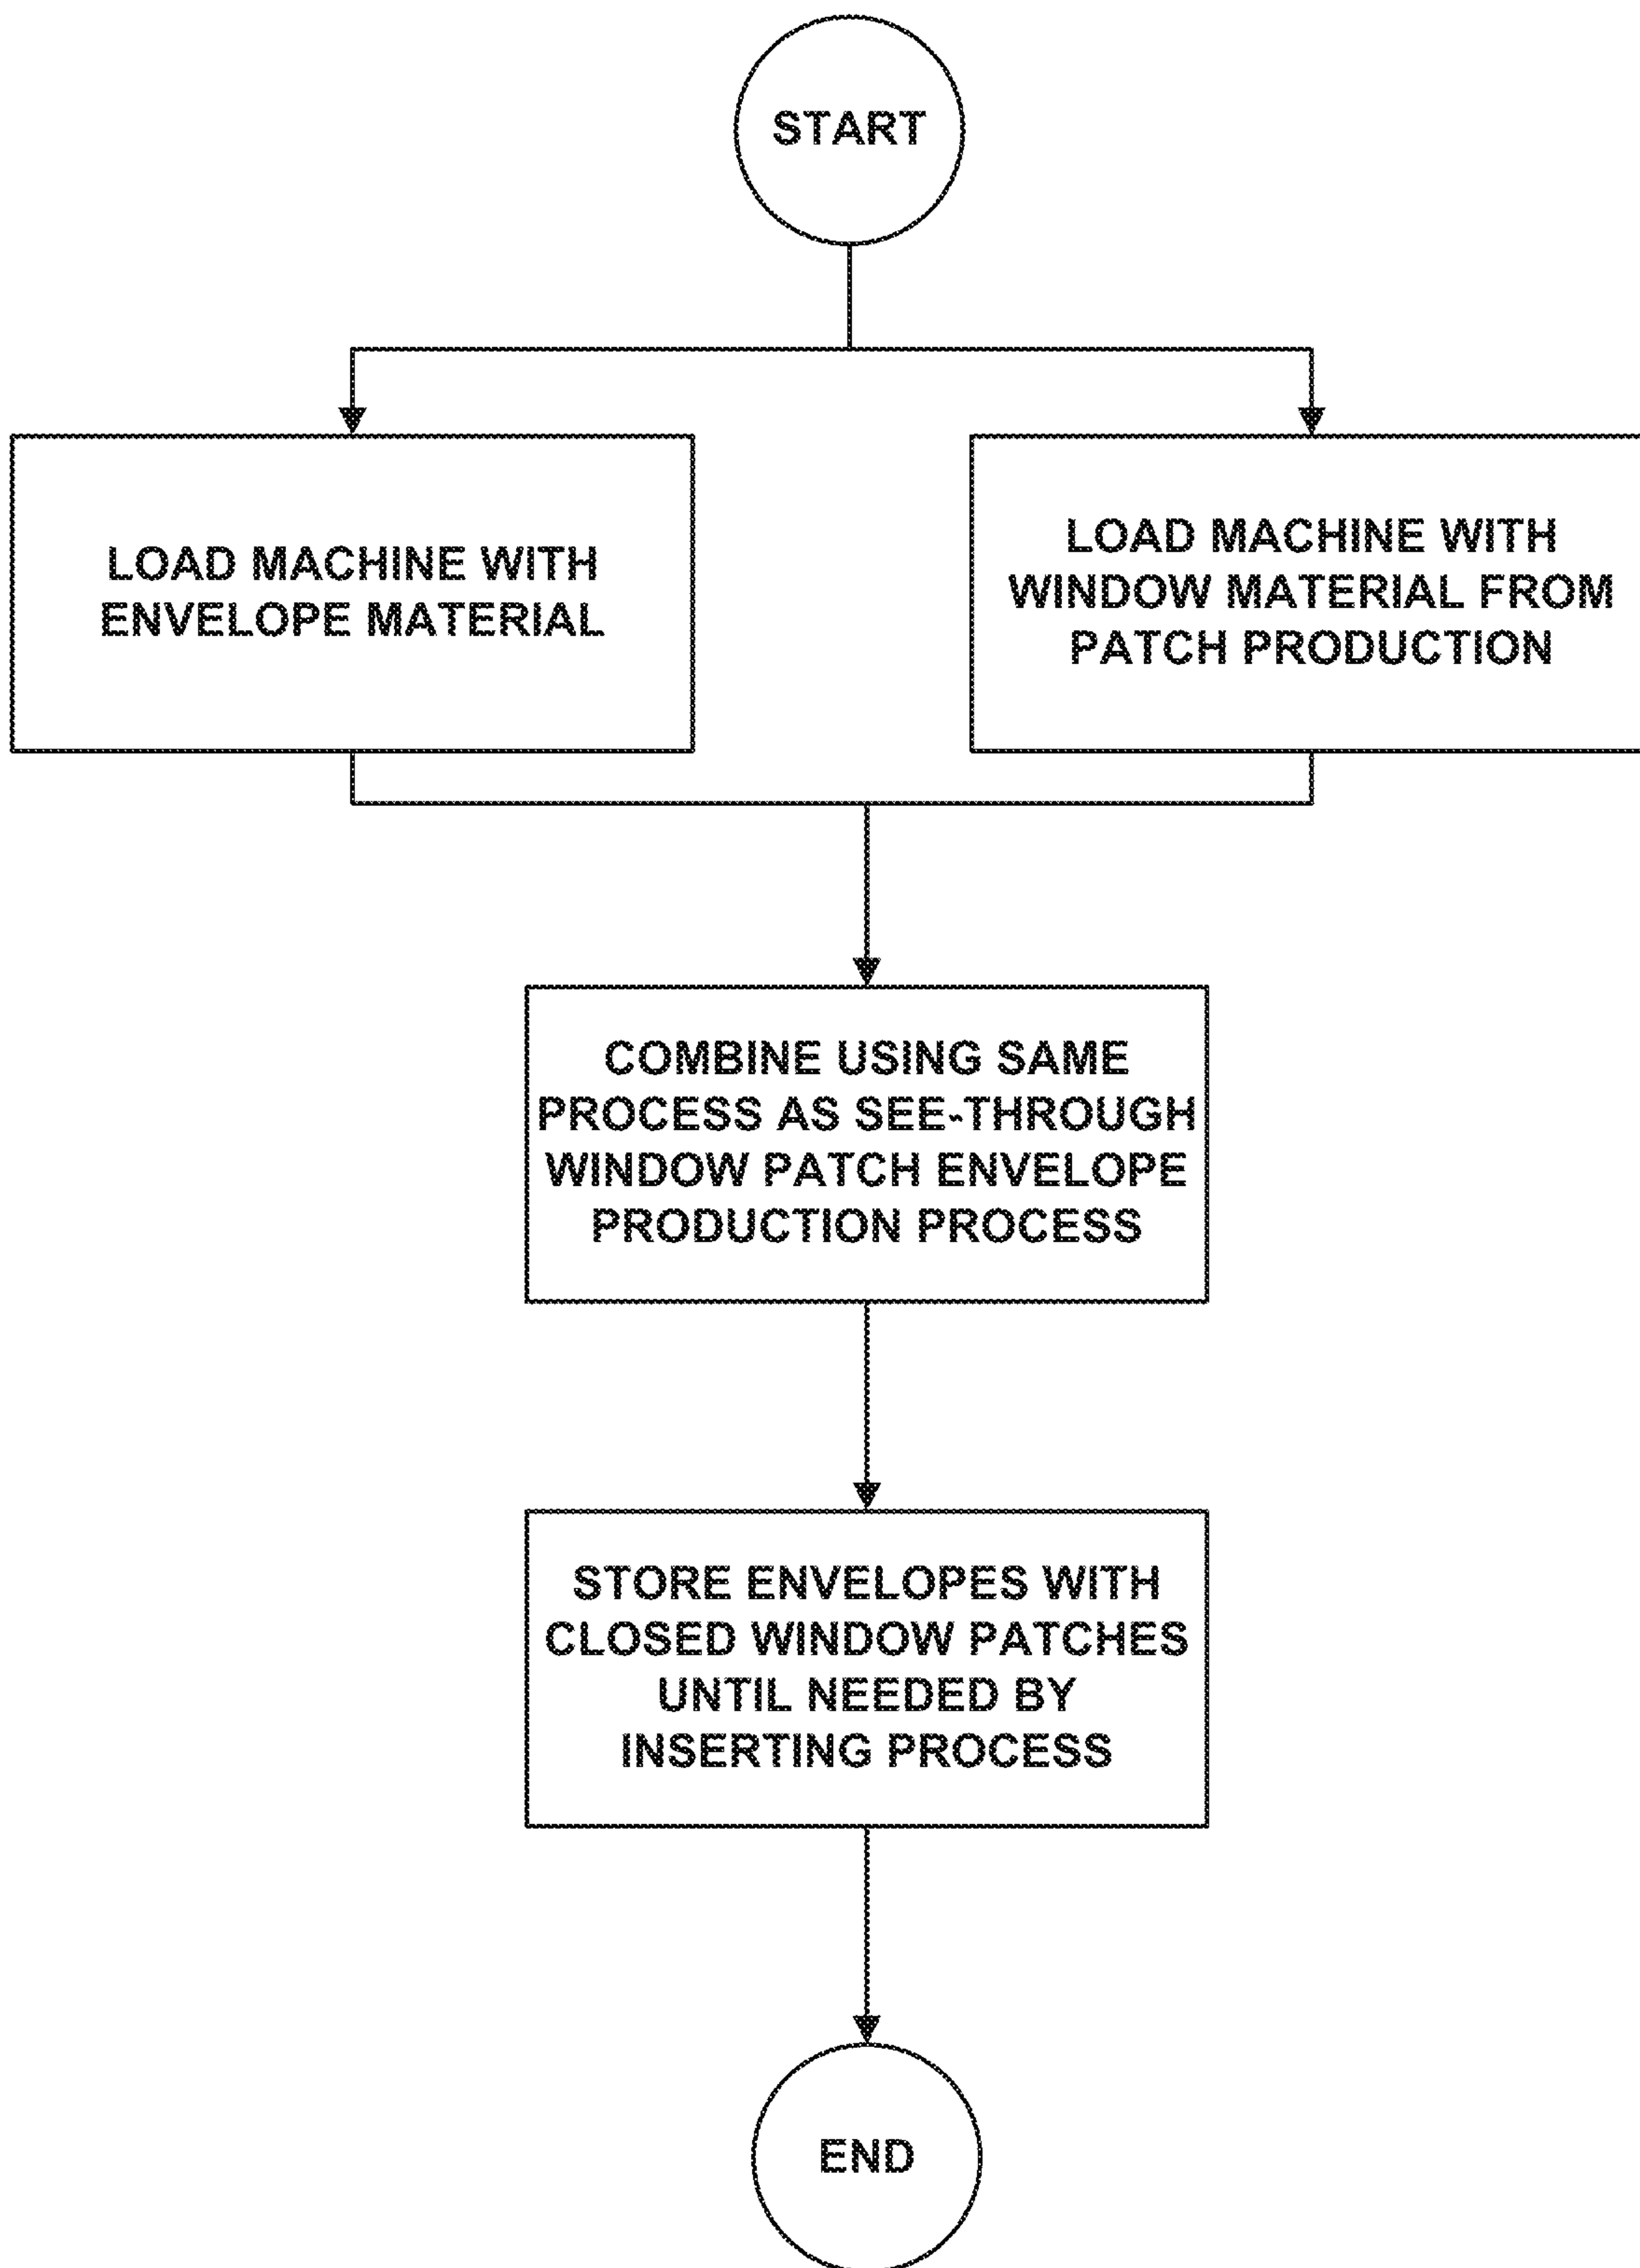 START
LOAD MACHINE WITH
ENVELOPE MATERIAL
LOAD MACHINE WITH
WINDOW MATERIAL FROM
PATCH PRODUCTION
COMBINE USING SAME
PROCESS AS SEE-THROUGH
WINDOW PATCH ENVELOPE
PRODUCTION PROCESS
STORE ENVELOPES WITH
CLOSED WINDOW PATCHES
UNTIL NEEDED BY
INSERTING PROCESS
END